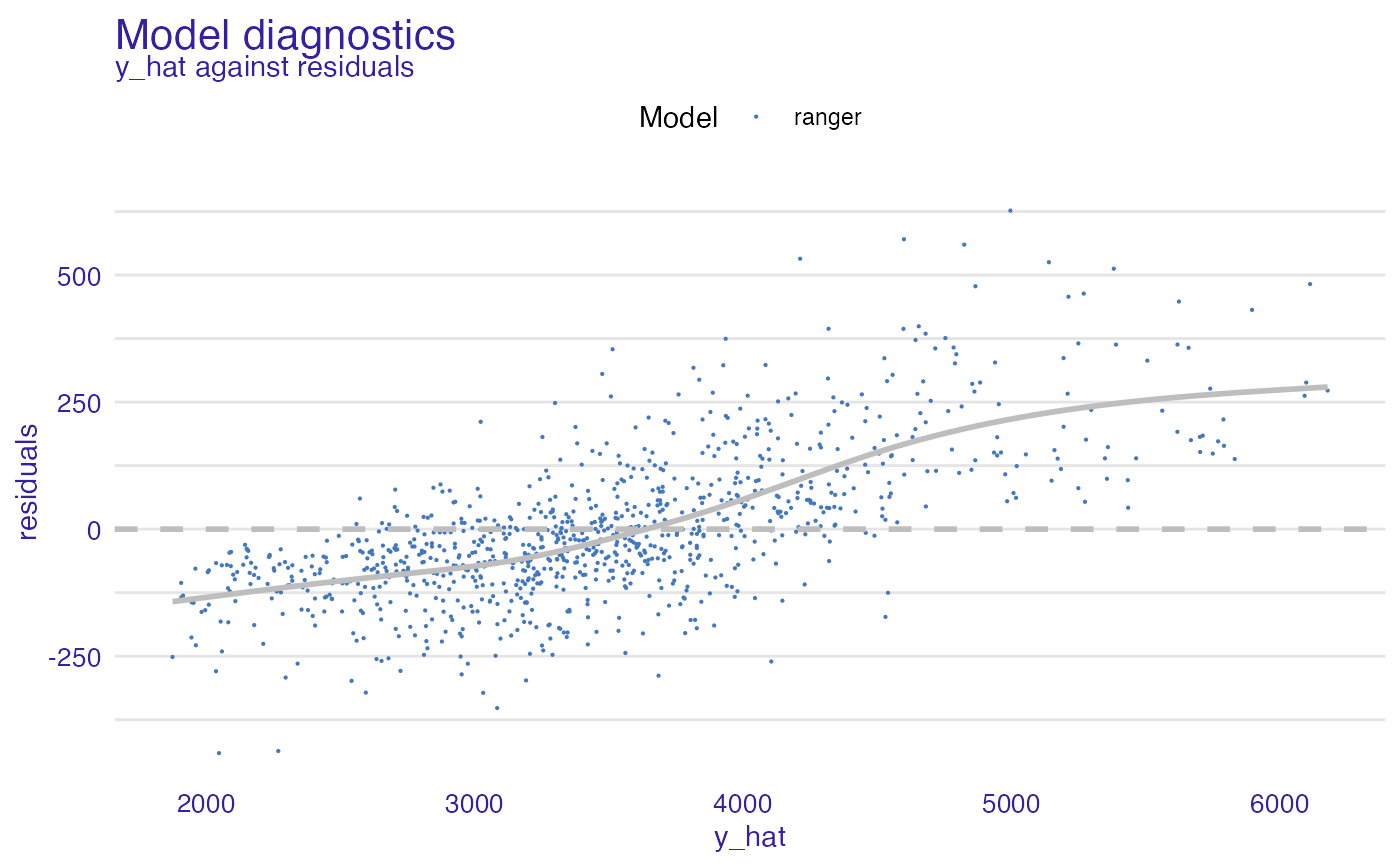 Model diagnostics
y_hat against residuals
Model ranger
residuals
500
250
0
-250
2000 3000 4000 5000 6000
y_hat